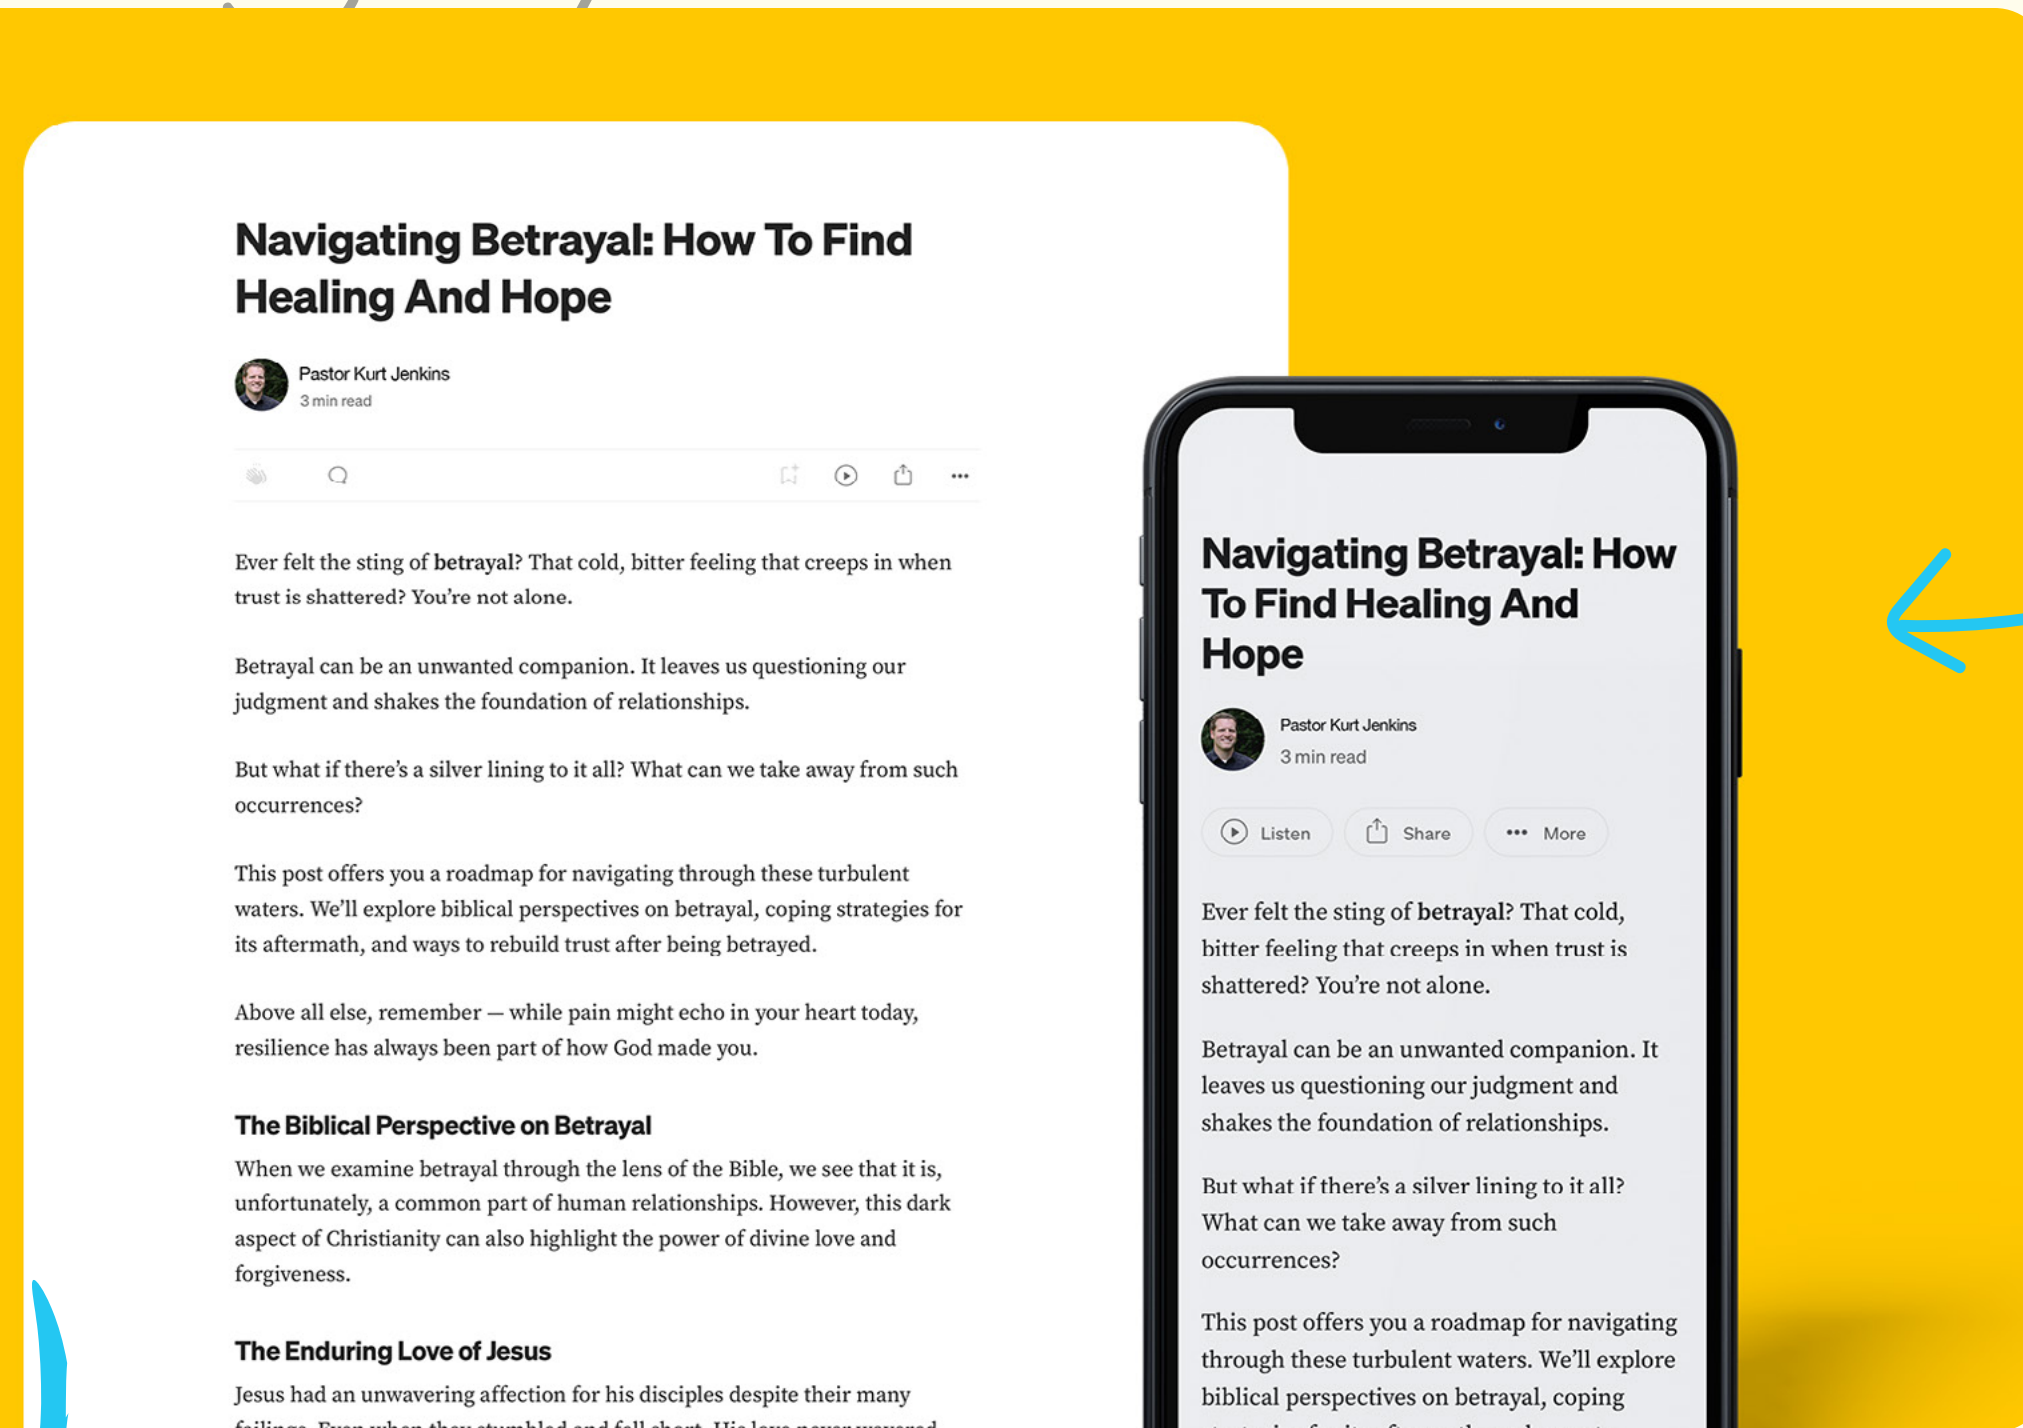 Navigating Betrayal: How To Find
Healing And Hope
Pastor Kurt Jenkins
3 min read
Ever felt the sting of betrayal? That cold, bitter feeling that creeps in when
trust is shattered? You’re not alone.
Betrayal can be an unwanted companion. It leaves us questioning our
judgment and shakes the foundation of relationships.
But what if there’s a silver lining to it all? What can we take away from such
occurrences?
This post offers you a roadmap for navigating through these turbulent
waters. We’ll explore biblical perspectives on betrayal, coping strategies for
its aftermath, and ways to rebuild trust after being betrayed.
Above all else, remember — while pain might echo in your heart today,
resilience has always been part of how God made you.
The Biblical Perspective on Betrayal
When we examine betrayal through the lens of the Bible, we see that it is,
unfortunately, a common part of human relationships. However, this dark
aspect of Christianity can also highlight the power of divine love and
forgiveness.
The Enduring Love of Jesus
Jesus had an unwavering affection for his disciples despite their many
Navigating Betrayal: How
To Find Healing And
Hope
Pastor Kurt Jenkins
3 min read
Listen Share More
Ever felt the sting of betrayal? That cold,
bitter feeling that creeps in when trust is
shattered? You’re not alone.
Betrayal can be an unwanted companion. It
leaves us questioning our judgment and
shakes the foundation of relationships.
But what if there’s a silver lining to it all?
What can we take away from such
occurrences?
This post offers you a roadmap for navigating
through these turbulent waters. We’ll explore
biblical perspectives on betrayal, coping